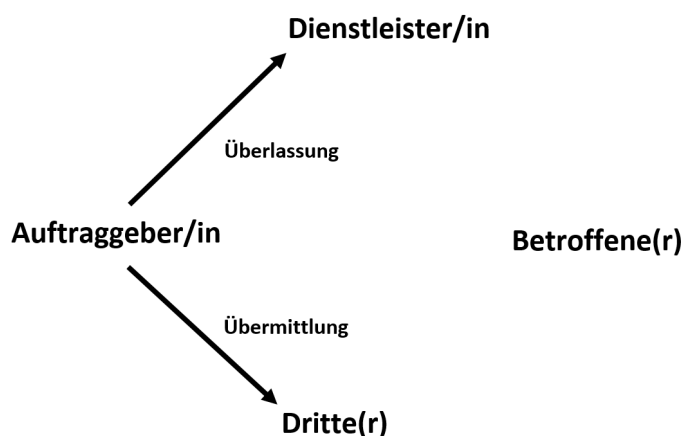 Dienstleister/in
Überlassung
Auftraggeber/in
Betroffene(r)
Übermittlung
Dritte(r)